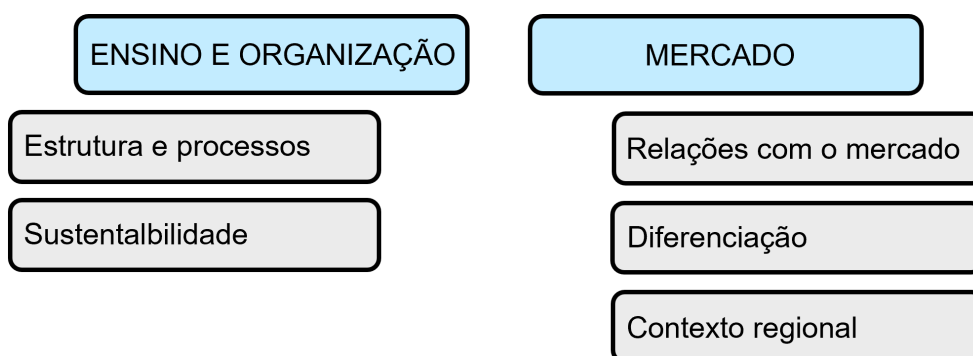 ENSINO E ORGANIZAÇÃO
MERCADO
Estrutura e processos
Relações com o mercado
Sustentalbilidade
Diferenciação
Contexto regional